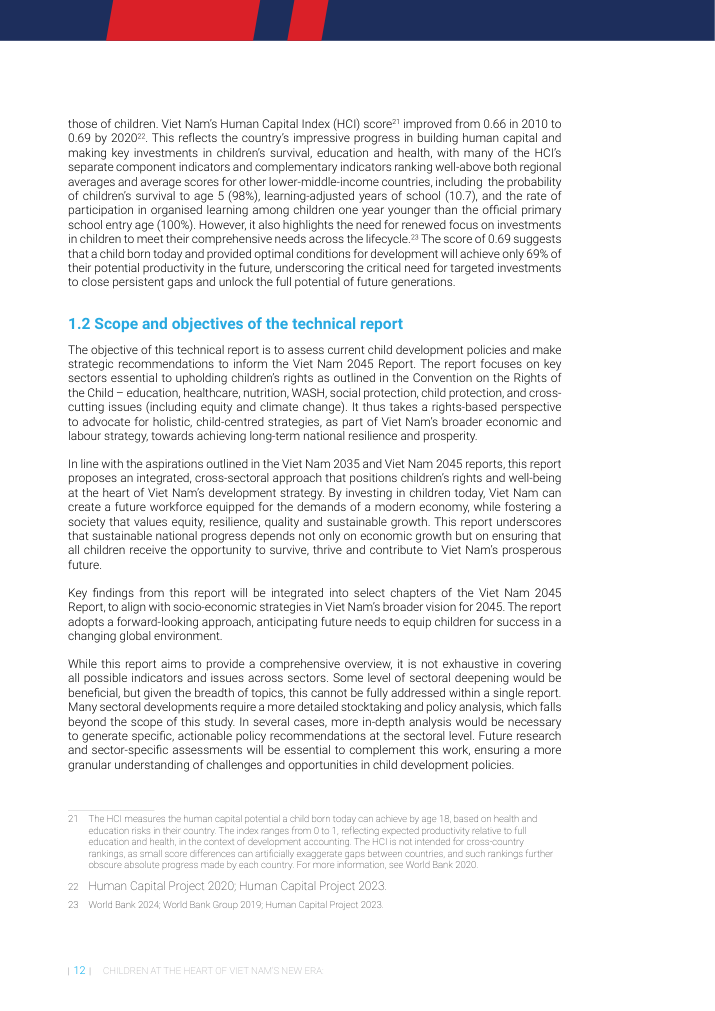 those of children. Viet Nam's Human Capital Index (HCI) score²¹ improved from 0.66 in 2010 to
0.69 by 2020²². This reflects the country's impressive progress in building human capital and
making key investments in children's survival, education and health, with many of the HCI's
separate component indicators and complementary indicators ranking well-above both regional
averages and average scores for other lower-middle-income countries, including the probability
of children's survival to age 5 (98%), learning-adjusted years of school (10.7), and the rate of
participation in organised learning among children one year younger than the official primary
school entry age (100%). However, it also highlights the need for renewed focus on investments
in children to meet their comprehensive needs across the lifecycle.²³ The score of 0.69 suggests
that a child born today and provided optimal conditions for development will achieve only 69% of
their potential productivity in the future, underscoring the critical need for targeted investments
to close persistent gaps and unlock the full potential of future generations.
1.2 Scope and objectives of the technical report
The objective of this technical report is to assess current child development policies and make
strategic recommendations to inform the Viet Nam 2045 Report. The report focuses on key
sectors essential to upholding children's rights as outlined in the Convention on the Rights of
the Child – education, healthcare, nutrition, WASH, social protection, child protection, and cross-
cutting issues (including equity and climate change). It thus takes a rights-based perspective
to advocate for holistic, child-centred strategies, as part of Viet Nam's broader economic and
labour strategy, towards achieving long-term national resilience and prosperity.
In line with the aspirations outlined in the Viet Nam 2035 and Viet Nam 2045 reports, this report
proposes an integrated, cross-sectoral approach that positions children's rights and well-being
at the heart of Viet Nam's development strategy. By investing in children today, Viet Nam can
create a future workforce equipped for the demands of a modern economy, while fostering a
society that values equity, resilience, quality and sustainable growth. This report underscores
that sustainable national progress depends not only on economic growth but on ensuring that
all children receive the opportunity to survive, thrive and contribute to Viet Nam's prosperous
future.
Key findings from this report will be integrated into select chapters of the Viet Nam 2045
Report, to align with socio-economic strategies in Viet Nam's broader vision for 2045. The report
adopts a forward-looking approach, anticipating future needs to equip children for success in a
changing global environment.
While this report aims to provide a comprehensive overview, it is not exhaustive in covering
all possible indicators and issues across sectors. Some level of sectoral deepening would be
beneficial, but given the breadth of topics, this cannot be fully addressed within a single report.
Many sectoral developments require a more detailed stocktaking and policy analysis, which falls
beyond the scope of this study. In several cases, more in-depth analysis would be necessary
to generate specific, actionable policy recommendations at the sectoral level. Future research
and sector-specific assessments will be essential to complement this work, ensuring a more
granular understanding of challenges and opportunities in child development policies.
21 The HCI measures the human capital potential a child born today can achieve by age 18, based on health and
education risks in their country. The index ranges from 0 to 1, reflecting expected productivity relative to full
education and health, in the context of development accounting. The HCI is not intended for cross-country
rankings, as small score differences can artificially exaggerate gaps between countries, and such rankings further
obscure absolute progress made by each country. For more information, see World Bank 2020.
22 Human Capital Project 2020; Human Capital Project 2023.
23 World Bank 2024; World Bank Group 2019; Human Capital Project 2023.
| 12 | CHILDREN AT THE HEART OF VIET NAM'S NEW ERA